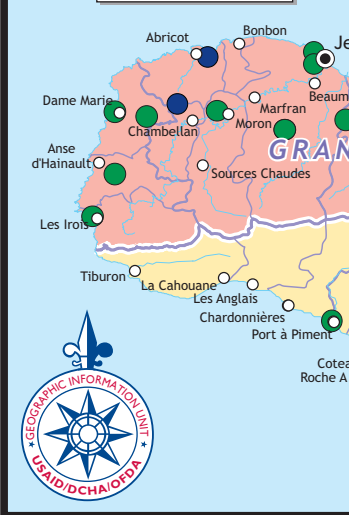 Bonbon
Abricot
Je
Dame Marie
Beaum
Marfran
Moron
Chambellan
GRAN
Anse
d'Hainault
Sources Chaudes
Les Irois
Tiburon
La Cahouane
Les Anglais
Chardonnières
Port à Piment
Cotea
Roche A
GEOGRAPHIC INFORMATION UNIT
USAID/DCHA/OFDA